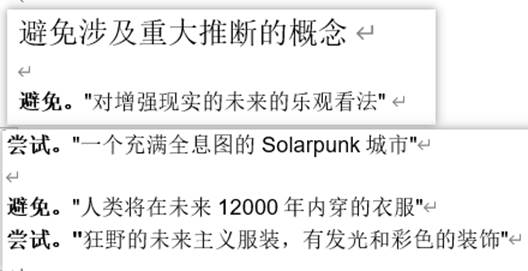 避免涉及重大推断的概念
避免。"对增强现实的未来的乐观看法"
尝试。"一个充满全息图的 Solarpunk 城市"
避免。"人类将在未来 12000 年内穿的衣服"
尝试。"狂野的未来主义服装，有发光和彩色的装饰"